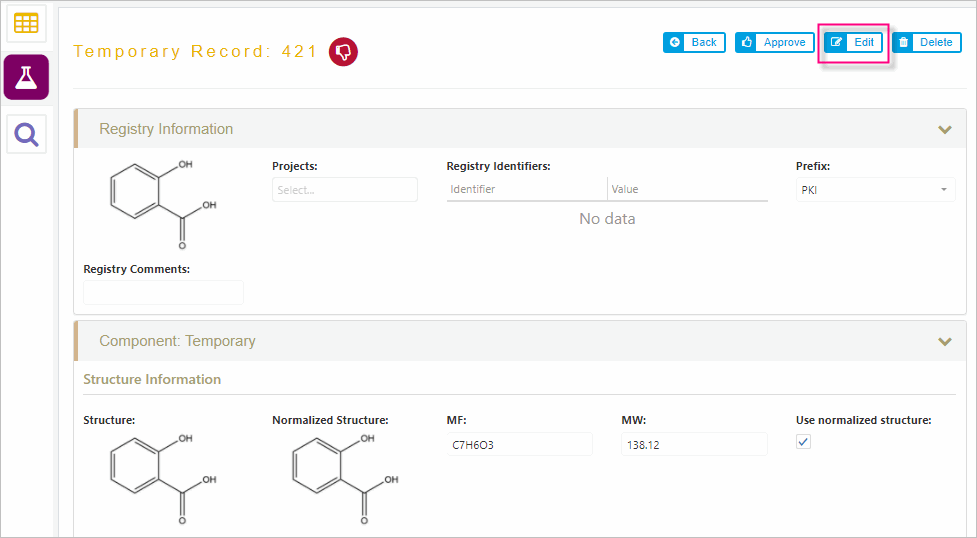 Temporary Record: 421
Back Approve Edit Delete
Registry Information
Projects: Registry Identifiers: Prefix:
Select... Identifier Value PKI
No data
OH
OH
O
Registry Comments:
Component: Temporary
Structure Information
Structure: Normalized Structure: MF: MW: Use normalized structure:
C7H6O3 138.12
OH OH
OH OH
O O